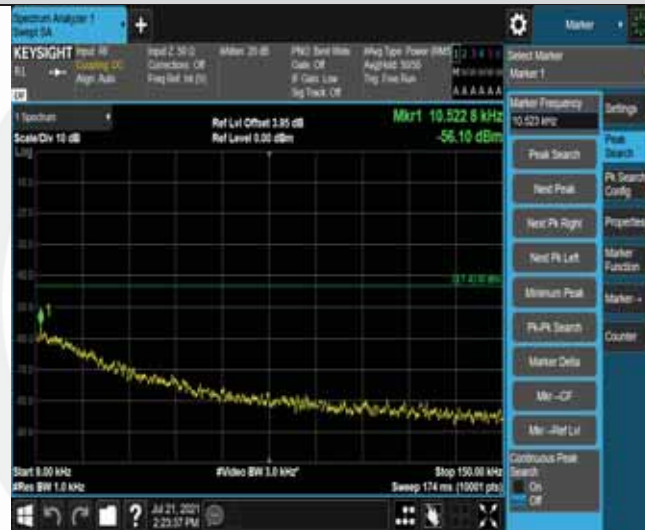 Spectrum Analyzer 1
Swept SA
Marker
KEYSIGHT
Input: RF
Coupling: DC
Align: Auto
Input Z: 50 Ω
Corrections: Off
Freq Ref: Int (S)
#Atten: 20 dB
PNO: Best Wide
Gate: Off
IF Gain: Low
Sig Track: Off
#Avg Type: Power (RMS)
Avg|Hold: 50/50
Trig: Free Run
A A A A A A
Select Marker
Marker 1
1 Spectrum
Scale/Div 10 dB
Log
Ref Lvl Offset 3.95 dB
Ref Level 0.00 dBm
Mkr1 10.522 8 kHz
-56.10 dBm
1
Start 9.00 kHz
#Res BW 1.0 kHz
#Video BW 3.0 kHz*
Stop 150.00 kHz
Sweep 174 ms (10001 pts)
Jul 21, 2021
2:23:37 PM
Marker Frequency
10.523 kHz
Peak Search
Next Peak
Next Pk Right
Next Pk Left
Minimum Peak
Pk-Pk Search
Marker Delta
Mkr→CF
Mkr→Ref Lvl
Continuous Peak
Search
On
Off
Settings
Peak
Search
Pk Search
Config
Properties
Marker
Function
Marker→
Counter